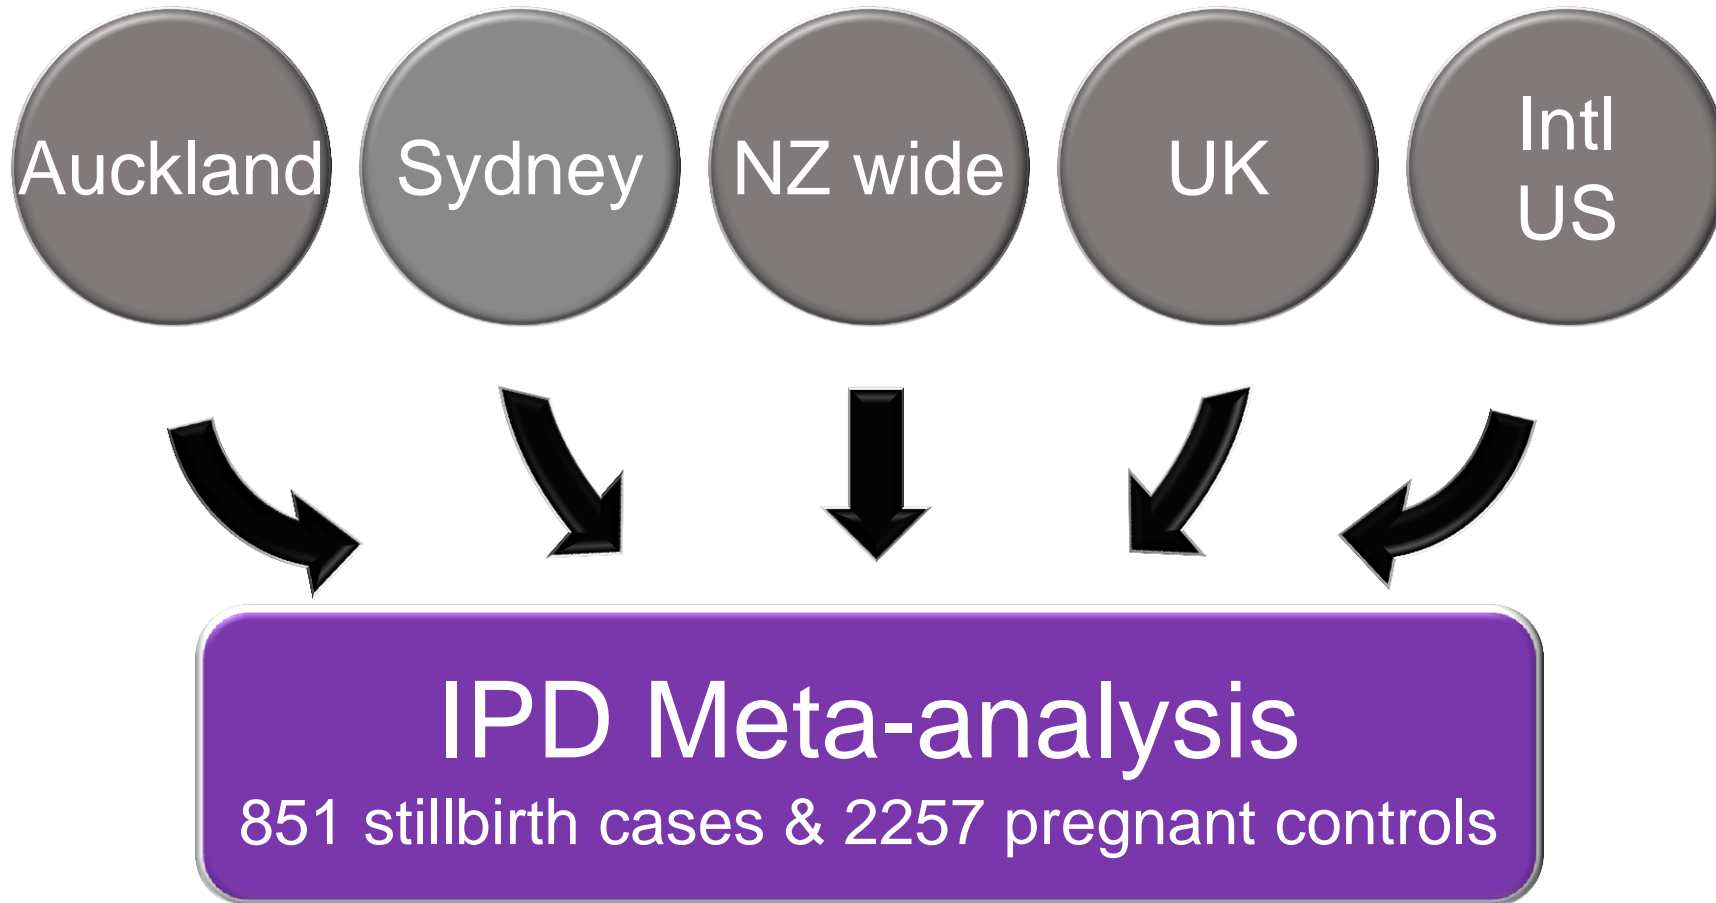 Auckland
Sydney
NZ wide
UK
Intl
US
IPD Meta-analysis
851 stillbirth cases & 2257 pregnant controls